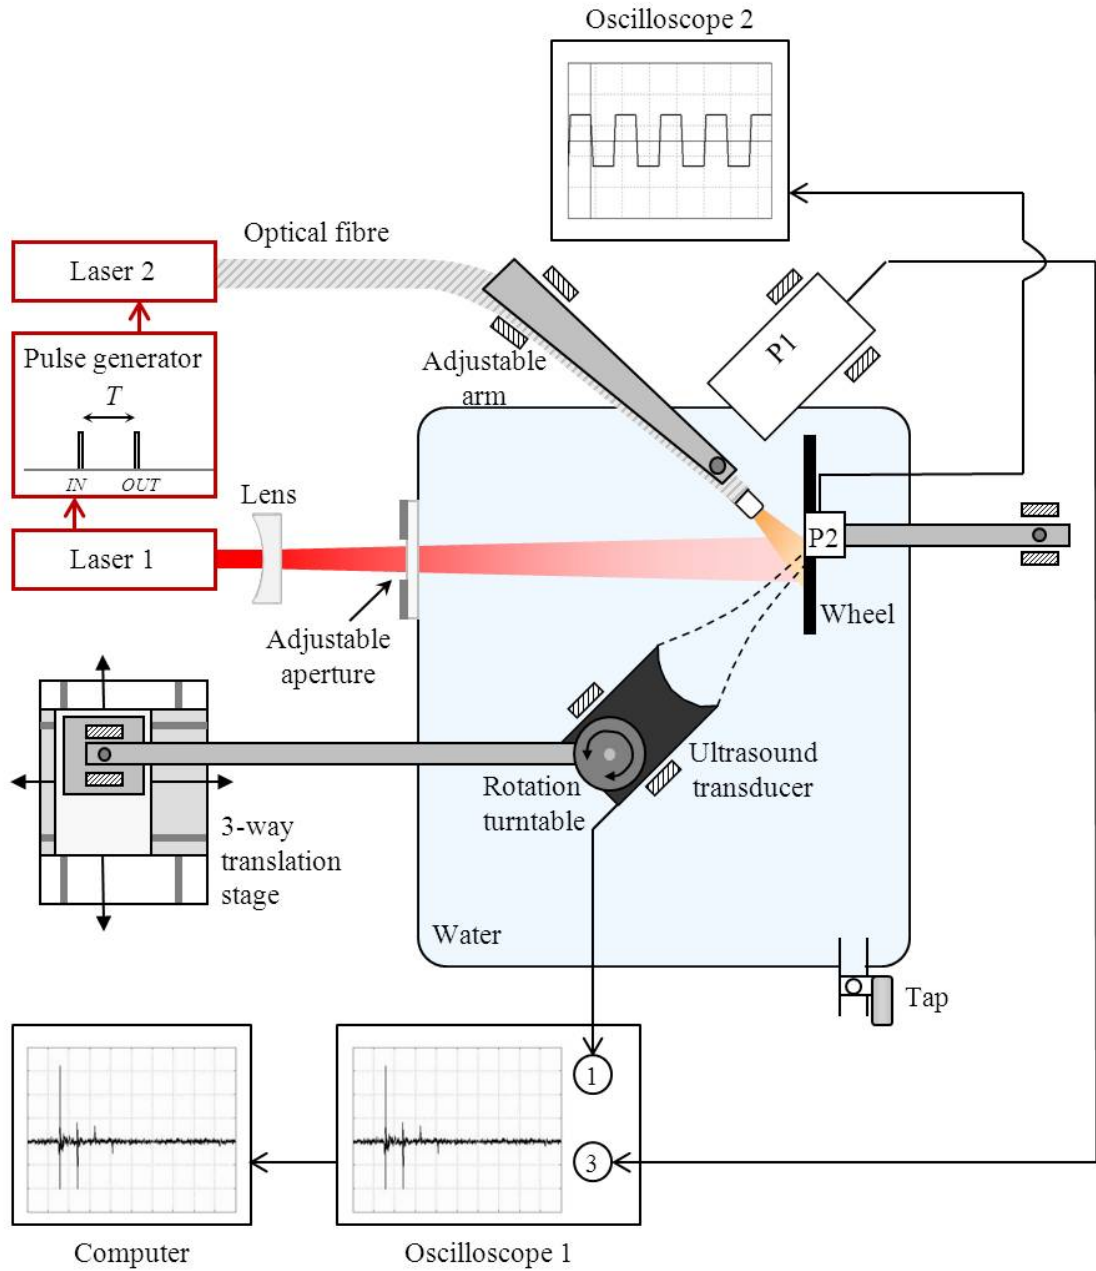 Oscilloscope 2
Optical fibre
Laser 2
Pulse generator
T
IN OUT
Adjustable
arm
P1
Lens
Laser 1
P2
Adjustable
aperture
Wheel
Ultrasound
transducer
Rotation
turntable
3-way
translation
stage
Water
Tap
1
3
Computer
Oscilloscope 1